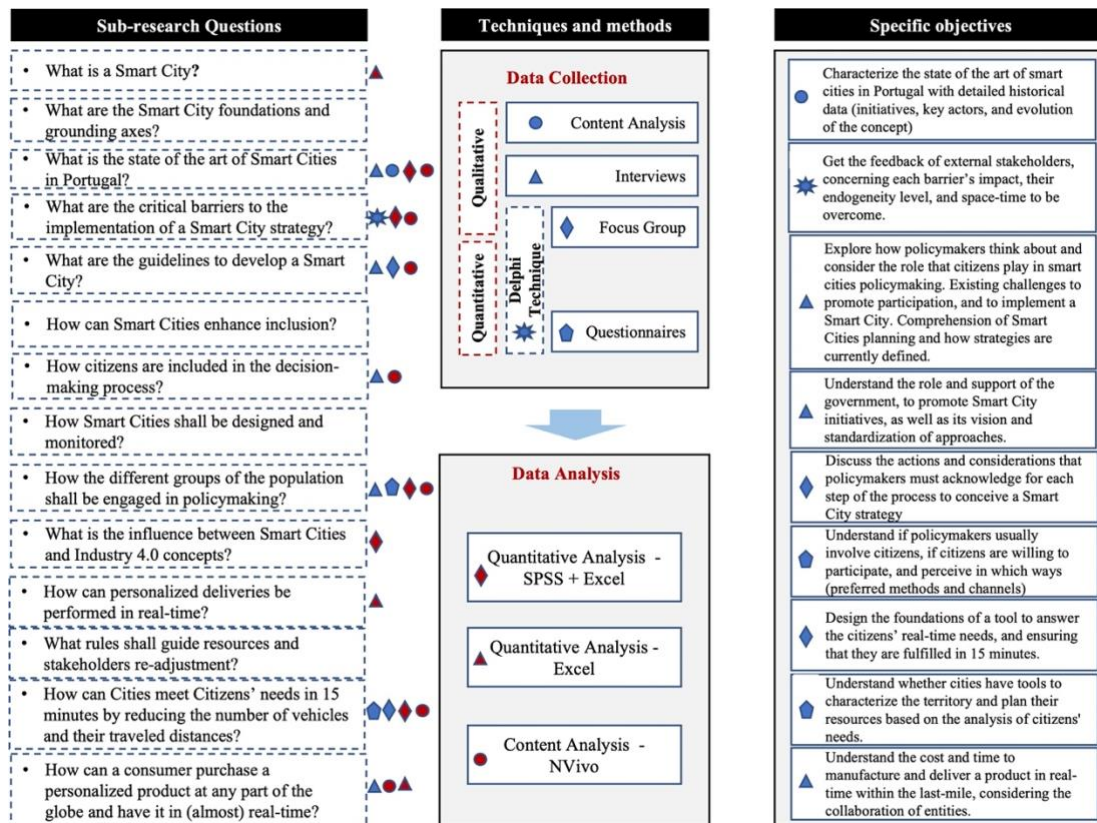 Sub-research Questions
• What is a Smart City?
• What are the Smart City foundations and
grounding axes?
• What is the state of the art of Smart Cities
in Portugal?
• What are the critical barriers to the
implementation of a Smart City strategy?
• What are the guidelines to develop a Smart
City?
• How can Smart Cities enhance inclusion?
• How citizens are included in the decision-
making process?
• How Smart Cities shall be designed and
monitored?
• How the different groups of the population
shall be engaged in policymaking?
• What is the influence between Smart Cities
and Industry 4.0 concepts?
• How can personalized deliveries be
performed in real-time?
• What rules shall guide resources and
stakeholders re-adjustment?
• How can Cities meet Citizens' needs in 15
minutes by reducing the number of vehicles
and their traveled distances?
• How can a consumer purchase a
personalized product at any part of the
globe and have it in (almost) real-time?
Techniques and methods
Data Collection
Qualitative
Quantitative
Delphi
Technique
Content Analysis
Interviews
Focus Group
Questionnaires
Data Analysis
Quantitative Analysis -
SPSS + Excel
Quantitative Analysis -
Excel
Content Analysis -
NVivo
Specific objectives
Characterize the state of the art of smart
cities in Portugal with detailed historical
data (initiatives, key actors, and evolution
of the concept)
Get the feedback of external stakeholders,
concerning each barrier's impact, their
endogeneity level, and space-time to be
overcome.
Explore how policymakers think about and
consider the role that citizens play in smart
cities policymaking. Existing challenges to
promote participation, and to implement a
Smart City. Comprehension of Smart
Cities planning and how strategies are
currently defined.
Understand the role and support of the
government, to promote Smart City
initiatives, as well as its vision and
standardization of approaches.
Discuss the actions and considerations that
policymakers must acknowledge for each
step of the process to conceive a Smart
City strategy
Understand if policymakers usually
involve citizens, if citizens are willing to
participate, and perceive in which ways
(preferred methods and channels)
Design the foundations of a tool to answer
the citizens' real-time needs, and ensuring
that they are fulfilled in 15 minutes.
Understand whether cities have tools to
characterize the territory and plan their
resources based on the analysis of citizens'
needs.
Understand the cost and time to
manufacture and deliver a product in real-
time within the last-mile, considering the
collaboration of entities.